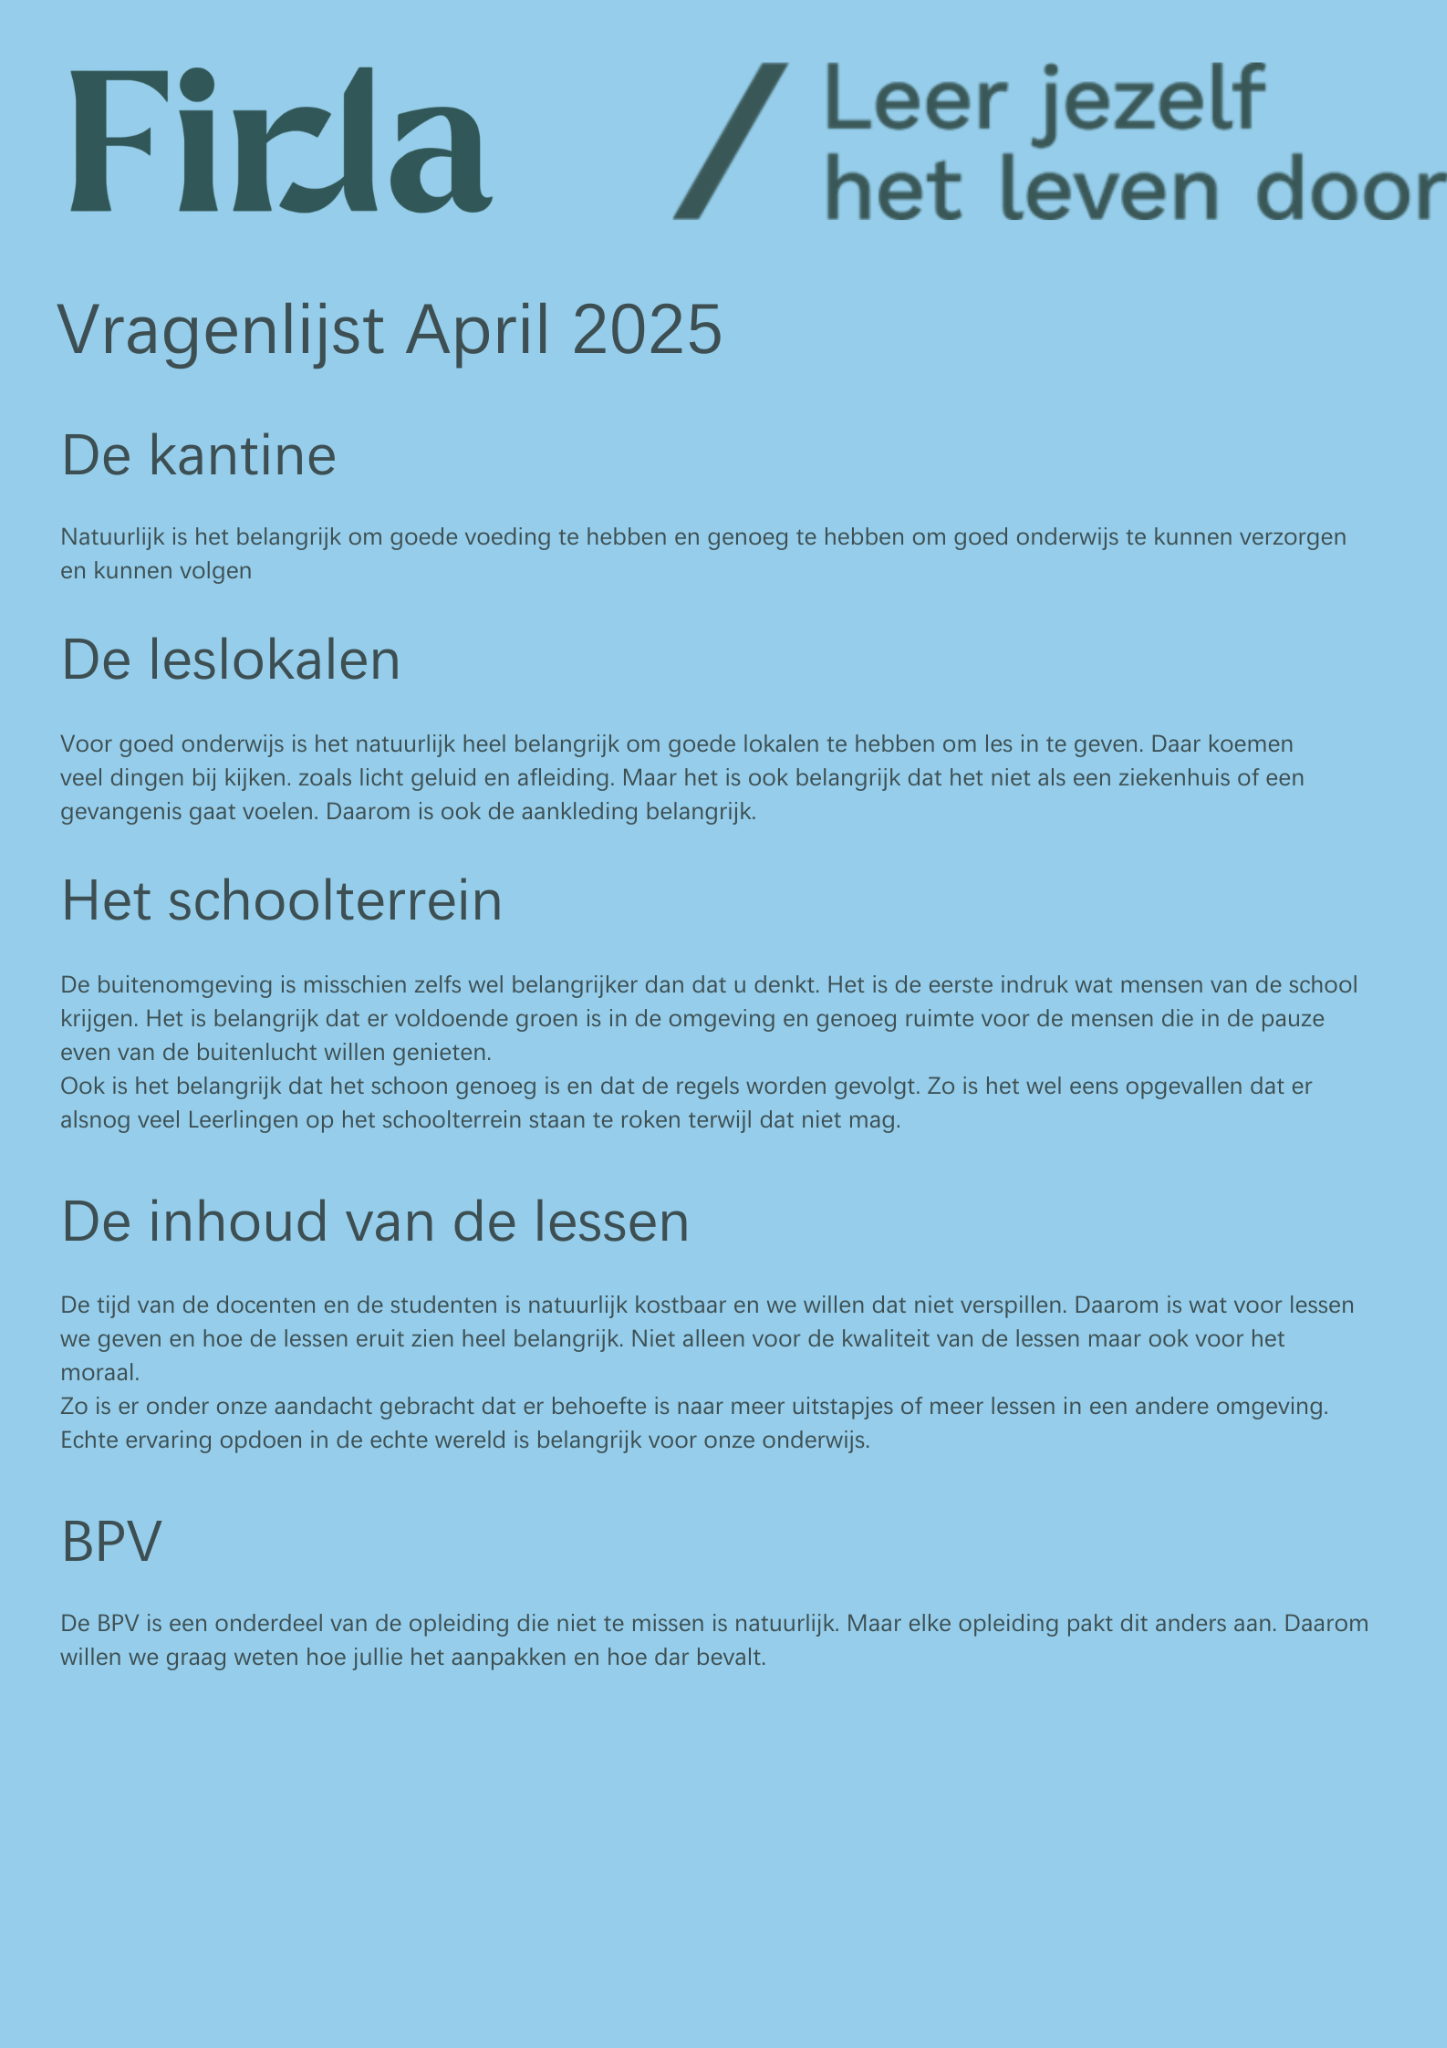 Firda / Leer jezelf
het leven door
Vragenlijst April 2025
De kantine
Natuurlijk is het belangrijk om goede voeding te hebben en genoeg te hebben om goed onderwijs te kunnen verzorgen
en kunnen volgen
De leslokalen
Voor goed onderwijs is het natuurlijk heel belangrijk om goede lokalen te hebben om les in te geven. Daar koemen
veel dingen bij kijken. zoals licht geluid en afleiding. Maar het is ook belangrijk dat het niet als een ziekenhuis of een
gevangenis gaat voelen. Daarom is ook de aankleding belangrijk.
Het schoolterrein
De buitenomgeving is misschien zelfs wel belangrijker dan dat u denkt. Het is de eerste indruk wat mensen van de school
krijgen. Het is belangrijk dat er voldoende groen is in de omgeving en genoeg ruimte voor de mensen die in de pauze
even van de buitenlucht willen genieten.
Ook is het belangrijk dat het schoon genoeg is en dat de regels worden gevolgt. Zo is het wel eens opgevallen dat er
alsnog veel Leerlingen op het schoolterrein staan te roken terwijl dat niet mag.
De inhoud van de lessen
De tijd van de docenten en de studenten is natuurlijk kostbaar en we willen dat niet verspillen. Daarom is wat voor lessen
we geven en hoe de lessen eruit zien heel belangrijk. Niet alleen voor de kwaliteit van de lessen maar ook voor het
moraal.
Zo is er onder onze aandacht gebracht dat er behoefte is naar meer uitstapjes of meer lessen in een andere omgeving.
Echte ervaring opdoen in de echte wereld is belangrijk voor onze onderwijs.
BPV
De BPV is een onderdeel van de opleiding die niet te missen is natuurlijk. Maar elke opleiding pakt dit anders aan. Daarom
willen we graag weten hoe jullie het aanpakken en hoe dar bevalt.